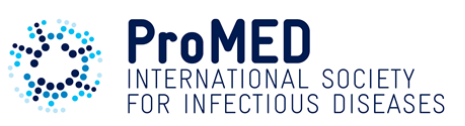 ProMED
INTERNATIONAL SOCIETY
FOR INFECTIOUS DISEASES